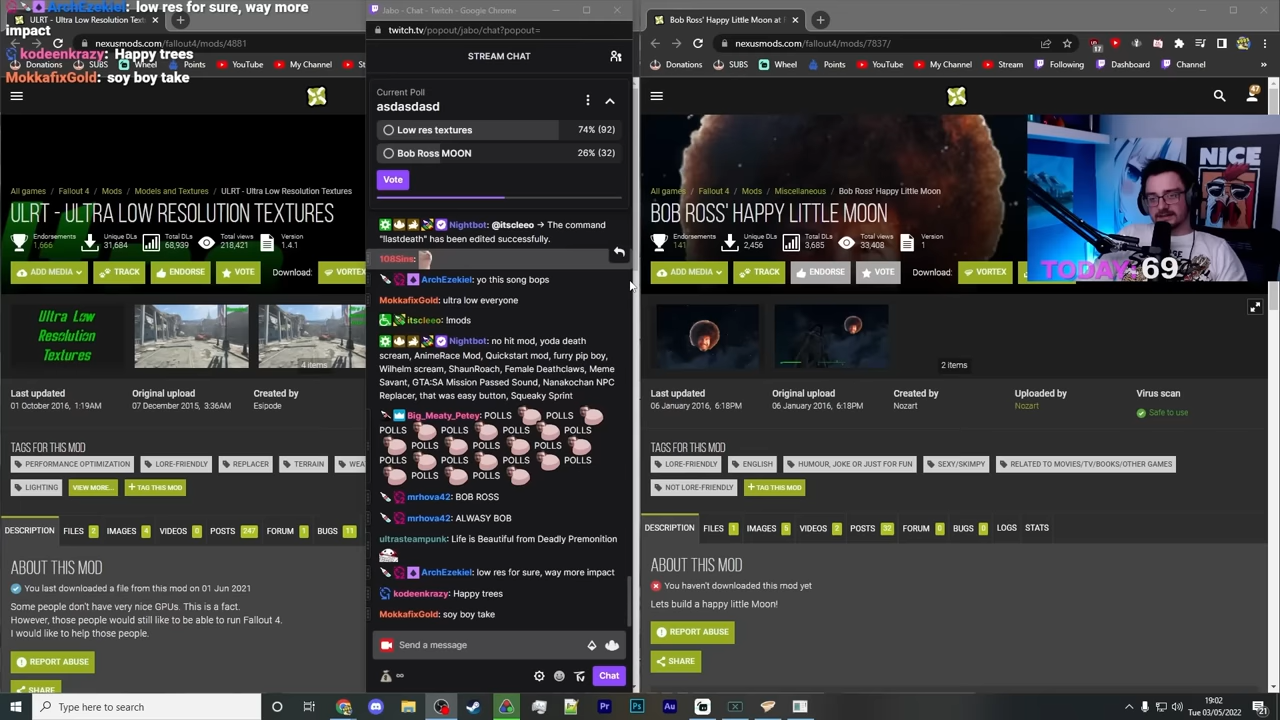 ArchEzekiel: low res for sure, way more
impact
kodeenkrazy: Happy trees
MokkafixGold: soy boy take
Jabo - Chat - Twitch - Google Chrome
twitch.tv/popout/jabo/chat?popout=
STREAM CHAT
Current Poll
asdasdasd
Low res textures 74% (92)
Bob Ross MOON 26% (32)
Vote
Nightbot: @itscleeo → The command
"!lastdeath" has been edited successfully.
108Sins:
ArchEzekiel: yo this song bops
MokkafixGold: ultra low everyone
itscleeo: !mods
Nightbot: no hit mod, yoda death
scream, AnimeRace Mod, Quickstart mod, furry pip boy,
Wilhelm scream, ShaunRoach, Female Deathclaws, Meme
Savant, GTA:SA Mission Passed Sound, Nanakochan NPC
Replacer, that was easy button, Squeaky Sprint
Big_Meaty_Petey: POLLS POLLS
POLLS POLLS POLLS POLLS
POLLS POLLS POLLS
POLLS POLLS POLLS POLLS
POLLS POLLS POLLS
mrhova42: BOB ROSS
mrhova42: ALWASY BOB
ultrasteampunk: Life is Beautiful from Deadly Premonition
ArchEzekiel: low res for sure, way more impact
kodeenkrazy: Happy trees
MokkafixGold: soy boy take
Send a message
∞
Chat
ULRT - Ultra Low Resolution Text
nexusmods.com/fallout4/mods/4881
Donations SUBS Wheel Points YouTube My Channel St
All games / Fallout 4 / Mods / Models and Textures / ULRT - Ultra Low Resolution Textures
ULRT - ULTRA LOW RESOLUTION TEXTURES
Endorsements 1,666
Unique DLs 31,684
Total DLs 68,939
Total views 218,421
Version 1.4.1
ADD MEDIA TRACK ENDORSE VOTE Download: VORTEX
Ultra Low
Resolution
Textures
4 items
Last updated 01 October 2016, 1:19AM
Original upload 07 December 2015, 3:36AM
Created by Esipode
TAGS FOR THIS MOD
PERFORMANCE OPTIMIZATION LORE-FRIENDLY REPLACER TERRAIN WEA
LIGHTING VIEW MORE... + TAG THIS MOD
DESCRIPTION FILES 2 IMAGES 4 VIDEOS 0 POSTS 247 FORUM 1 BUGS 11
ABOUT THIS MOD
You last downloaded a file from this mod on 01 Jun 2021
Some people don't have very nice GPUs. This is a fact.
However, those people would still like to be able to run Fallout 4.
I would like to help those people.
REPORT ABUSE
SHARE
Bob Ross' Happy Little Moon at
nexusmods.com/fallout4/mods/7837/
17
Donations SUBS Wheel Points YouTube My Channel Stream Following Dashboard Channel
47
All games / Fallout 4 / Mods / Miscellaneous / Bob Ross' Happy Little Moon
BOB ROSS' HAPPY LITTLE MOON
Endorsements 141
Unique DLs 2,456
Total DLs 3,685
Total views 33,408
Version 1
ADD MEDIA TRACK ENDORSE VOTE Download: VORTEX
NICE
TODAY: 69
2 items
Last updated 06 January 2016, 6:18PM
Original upload 06 January 2016, 6:18PM
Created by Nozart
Uploaded by Nozart
Virus scan Safe to use
TAGS FOR THIS MOD
LORE-FRIENDLY ENGLISH HUMOUR, JOKE OR JUST FOR FUN SEXY/SKIMPY RELATED TO MOVIES/TV/BOOKS/OTHER GAMES
NOT LORE-FRIENDLY + TAG THIS MOD
DESCRIPTION FILES 1 IMAGES 5 VIDEOS 2 POSTS 32 FORUM 0 BUGS 0 LOGS STATS
ABOUT THIS MOD
You haven't downloaded this mod yet
Lets build a happy little Moon!
REPORT ABUSE
SHARE
Type here to search
Pr Ps Au
19:02
Tue 03/05/2022